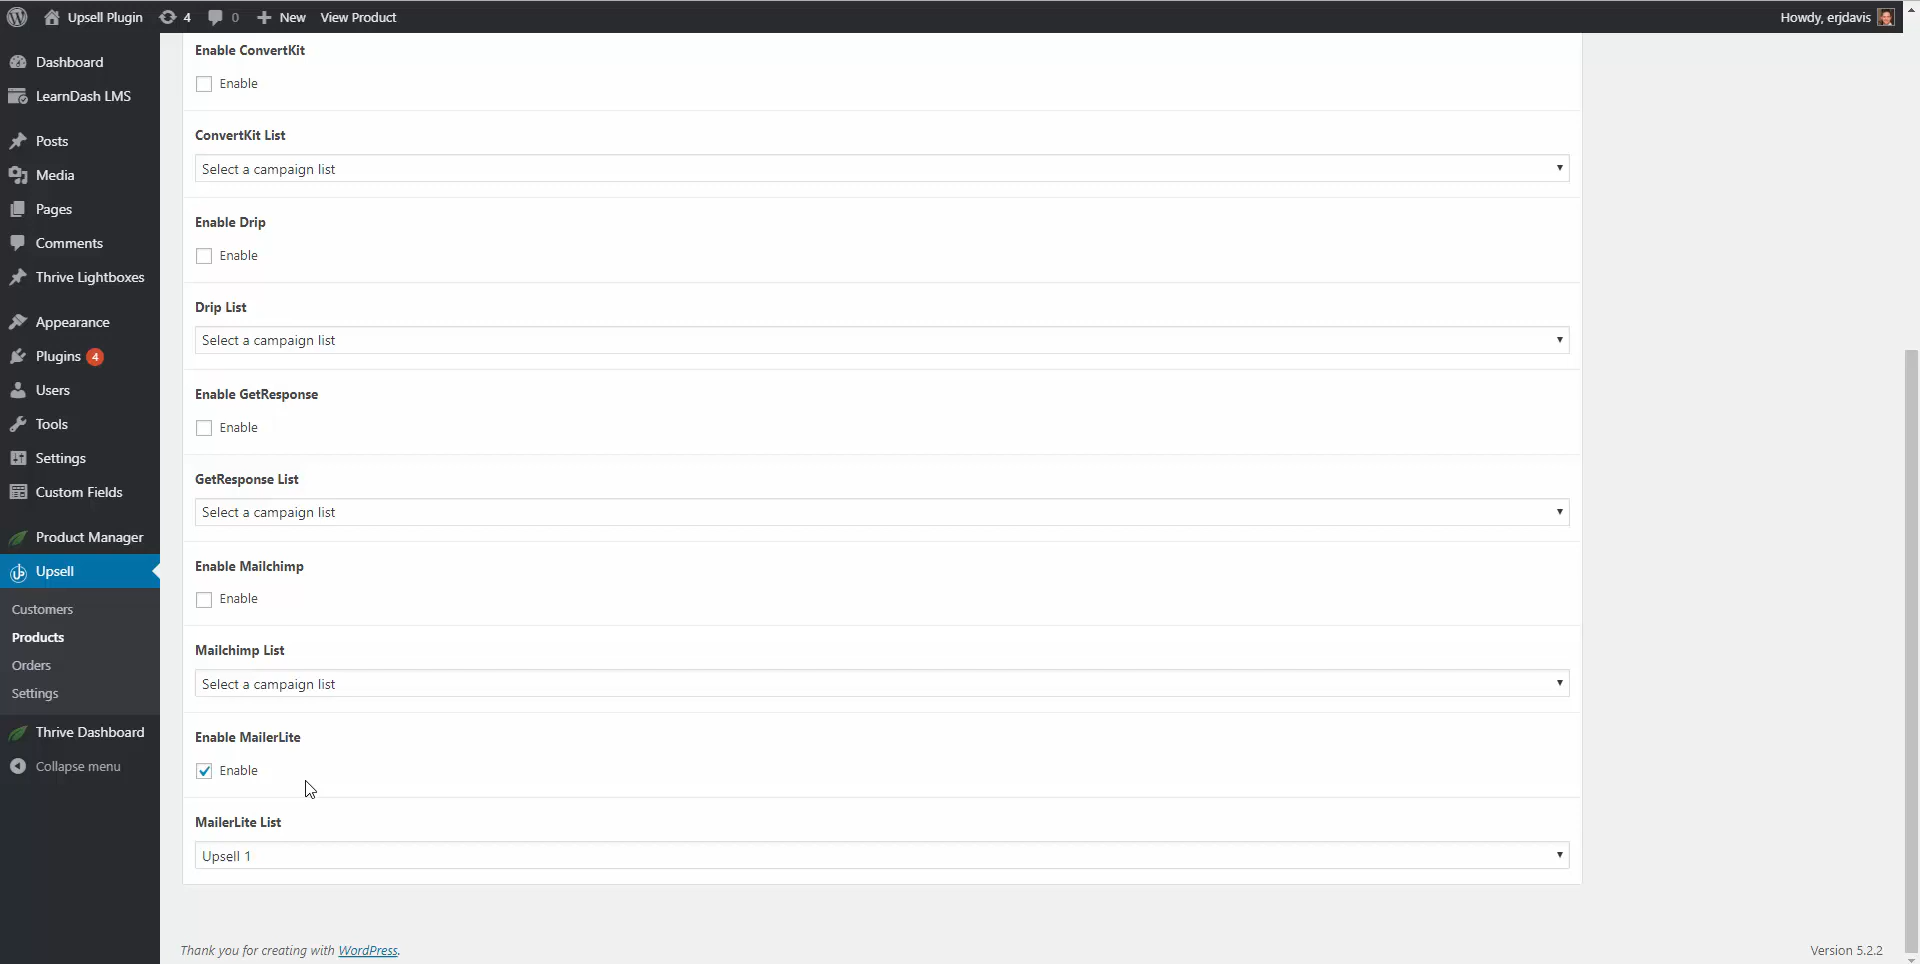 Upsell Plugin 4 0 New View Product Howdy, erjdavis
Dashboard
LearnDash LMS
Posts
Media
Pages
Comments
Thrive Lightboxes
Appearance
Plugins 4
Users
Tools
Settings
Custom Fields
Product Manager
Upsell
Customers
Products
Orders
Settings
Thrive Dashboard
Collapse menu
Enable ConvertKit
Enable
ConvertKit List
Select a campaign list
Enable Drip
Enable
Drip List
Select a campaign list
Enable GetResponse
Enable
GetResponse List
Select a campaign list
Enable Mailchimp
Enable
Mailchimp List
Select a campaign list
Enable MailerLite
Enable
MailerLite List
Upsell 1
Thank you for creating with WordPress. Version 5.2.2